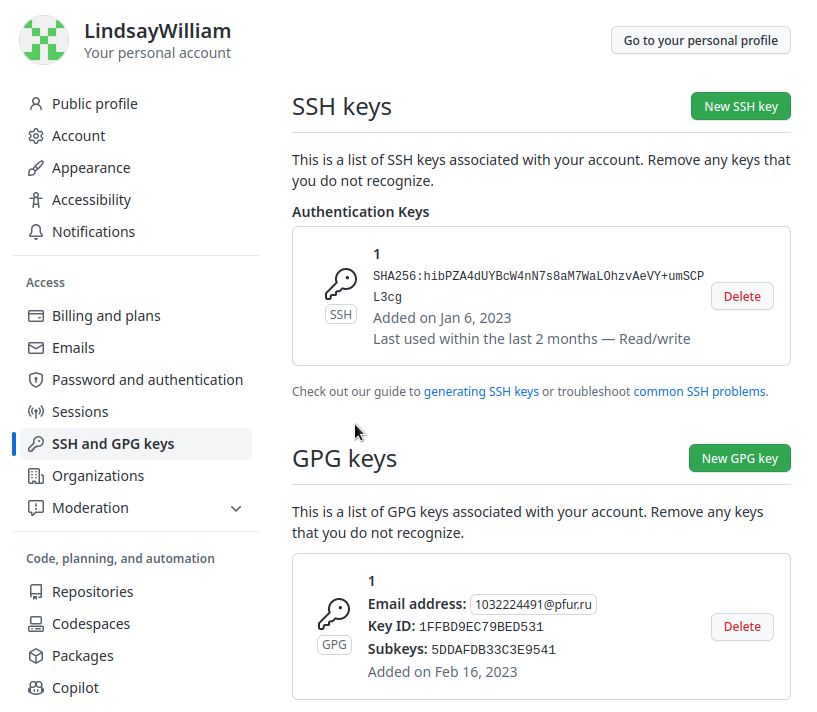 LindsayWilliam
Your personal account
Go to your personal profile
Public profile
Account
Appearance
Accessibility
Notifications
Access
Billing and plans
Emails
Password and authentication
Sessions
SSH and GPG keys
Organizations
Moderation
Code, planning, and automation
Repositories
Codespaces
Packages
Copilot
SSH keys
New SSH key
This is a list of SSH keys associated with your account. Remove any keys that
you do not recognize.
Authentication Keys
1
SHA256:hibPZA4dUYBcW4nN7s8aM7WaLOhzvAeVY+umSCP
L3cg
SSH
Added on Jan 6, 2023
Last used within the last 2 months — Read/write
Delete
Check out our guide to generating SSH keys or troubleshoot common SSH problems.
GPG keys
New GPG key
This is a list of GPG keys associated with your account. Remove any keys
that you do not recognize.
1
Email address: 1032224491@pfur.ru
Key ID: 1FFBD9EC79BED531
GPG
Subkeys: 5DDAFDB33C3E9541
Added on Feb 16, 2023
Delete